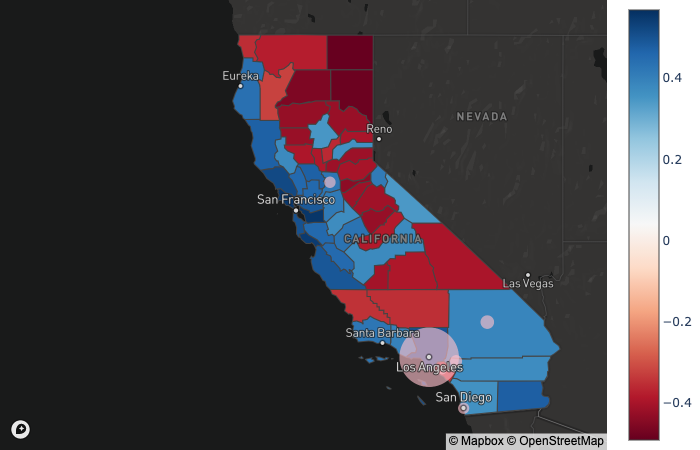 Eureka
Reno
NEVADA
San Francisco
CALIFORNIA
Las Vegas
Santa Barbara
Los Angeles
San Diego
© Mapbox © OpenStreetMap
0.4
0.2
0
−0.2
−0.4